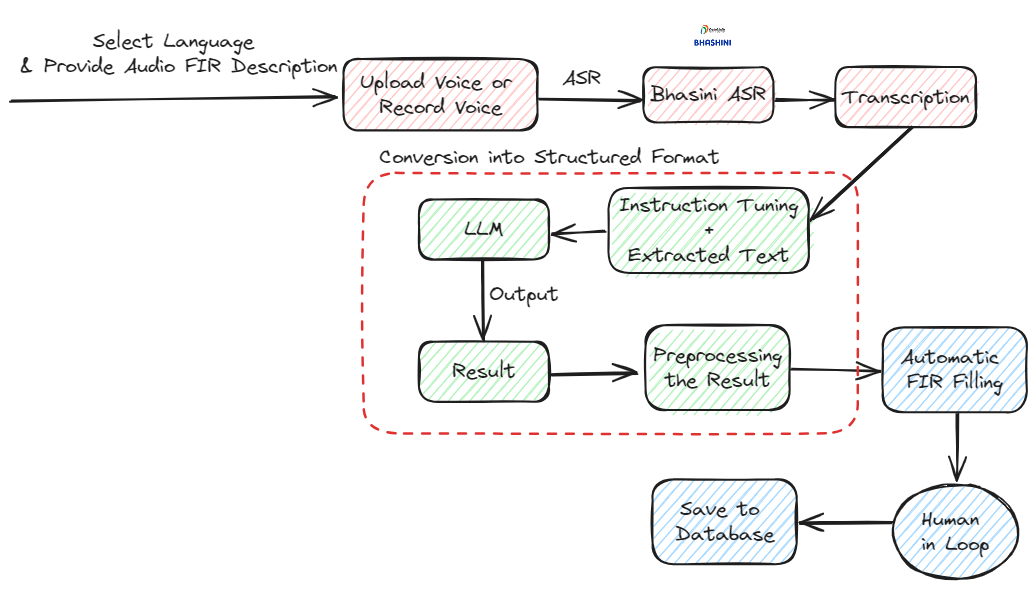 Select Language
& Provide Audio FIR Description
Upload Voice or
Record Voice
ASR
BHASHINI
Bhasini ASR
Transcription
Conversion into Structured Format
Instruction Tuning
+
Extracted Text
LLM
Output
Result
Preprocessing
the Result
Automatic
FIR Filling
Human
in Loop
Save to
Database